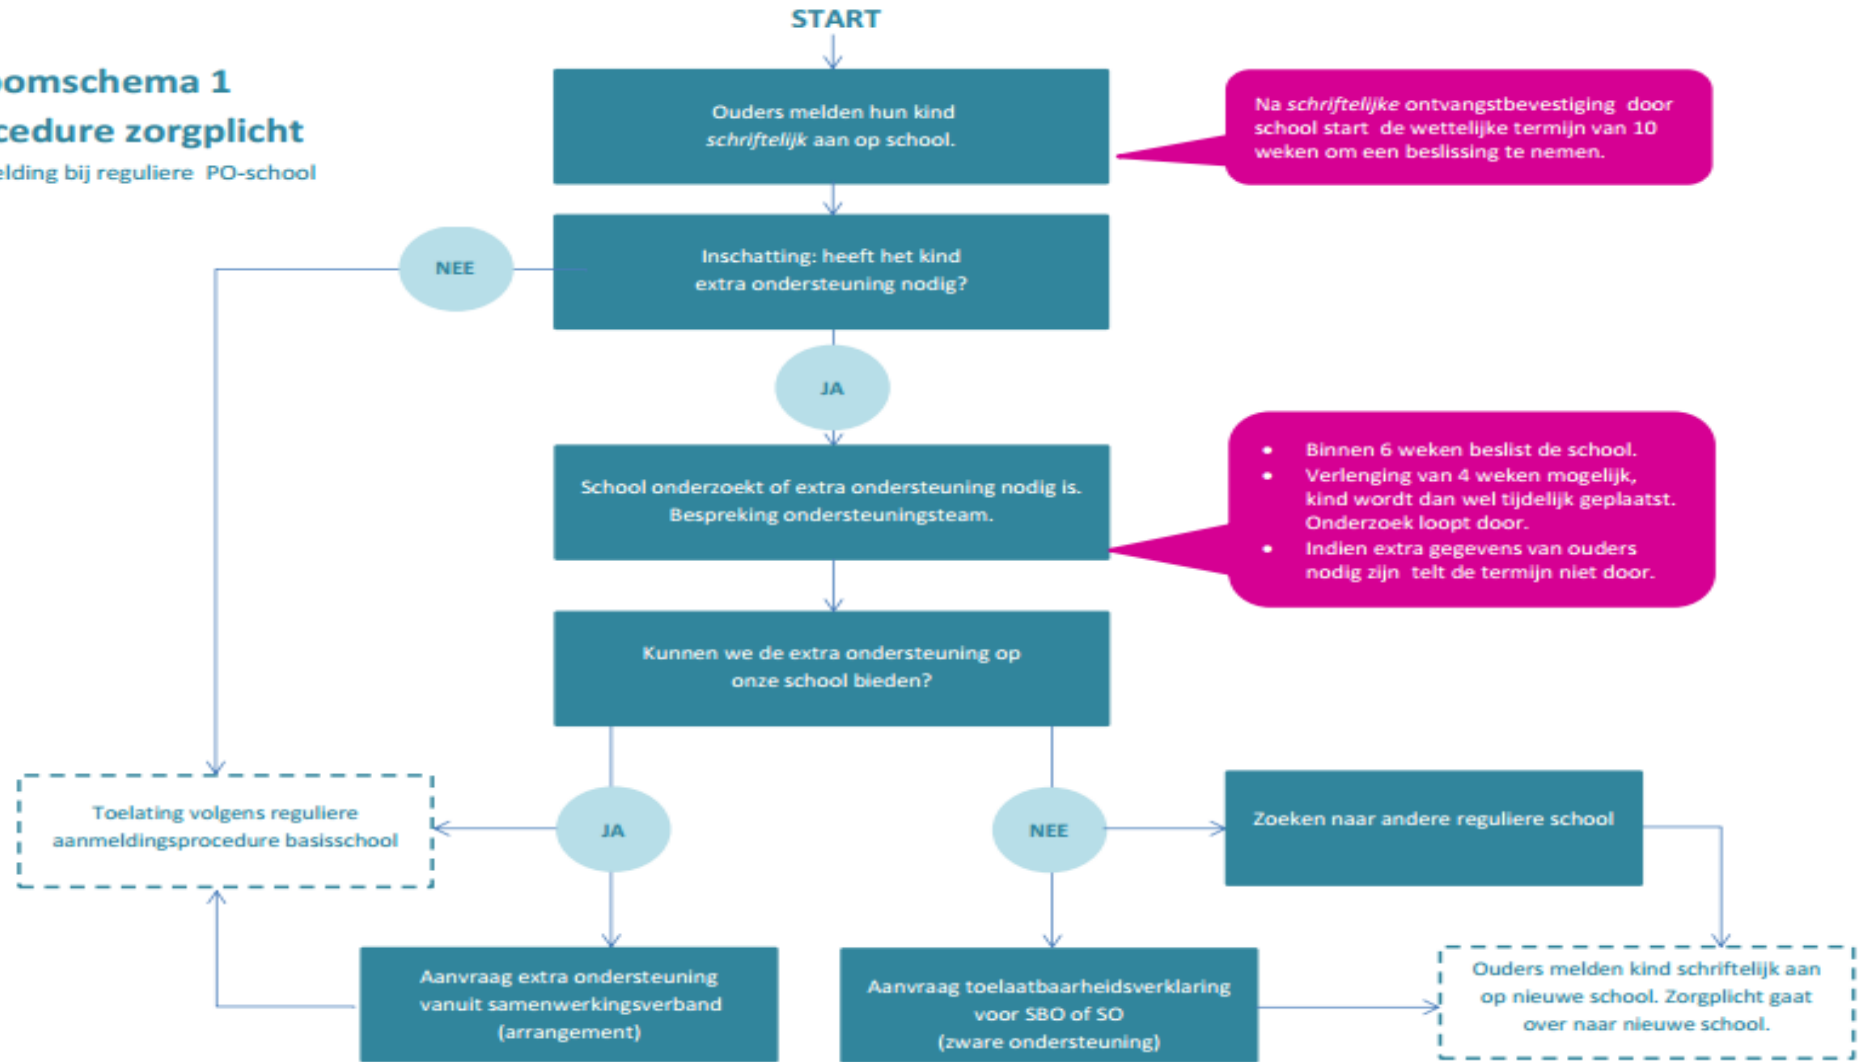 START
oomschema 1
cedure zorgplicht
elding bij reguliere PO-school
Ouders melden hun kind
schriftelijk aan op school.
Na schriftelijke ontvangstbevestiging door
school start de wettelijke termijn van 10
weken om een beslissing te nemen.
NEE
Inschatting: heeft het kind
extra ondersteuning nodig?
JA
School onderzoekt of extra ondersteuning nodig is.
Bespreking ondersteuningsteam.
• Binnen 6 weken beslist de school.
• Verlenging van 4 weken mogelijk,
kind wordt dan wel tijdelijk geplaatst.
Onderzoek loopt door.
• Indien extra gegevens van ouders
nodig zijn telt de termijn niet door.
Kunnen we de extra ondersteuning op
onze school bieden?
Toelating volgens reguliere
aanmeldingsprocedure basisschool
JA
NEE
Zoeken naar andere reguliere school
Aanvraag extra ondersteuning
vanuit samenwerkingsverband
(arrangement)
Aanvraag toelaatbaarheidsverklaring
voor SBO of SO
(zware ondersteuning)
Ouders melden kind schriftelijk aan
op nieuwe school. Zorgplicht gaat
over naar nieuwe school.